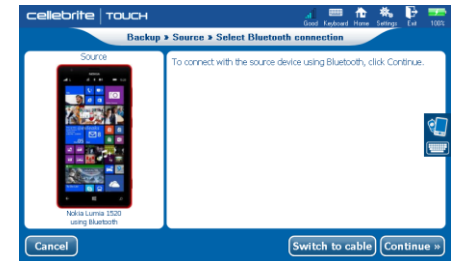 cellebrite TOUCH
Good Keyboard Home Settings Exit 100%
Backup » Source » Select Bluetooth connection
Source
To connect with the source device using Bluetooth, click Continue.
NOKIA
Nokia Lumia 1520
using Bluetooth
Cancel
Switch to cable
Continue »